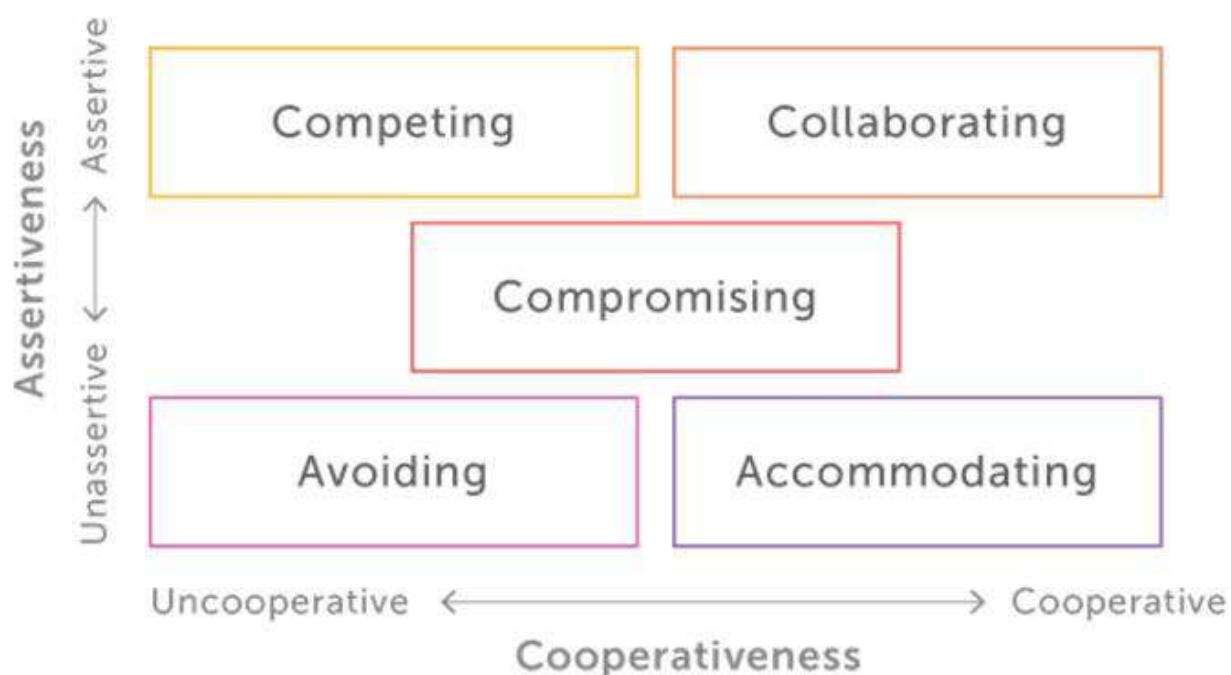 Assertiveness
Assertive
Unassertive
Competing
Collaborating
Compromising
Avoiding
Accommodating
Uncooperative
Cooperative
Cooperativeness